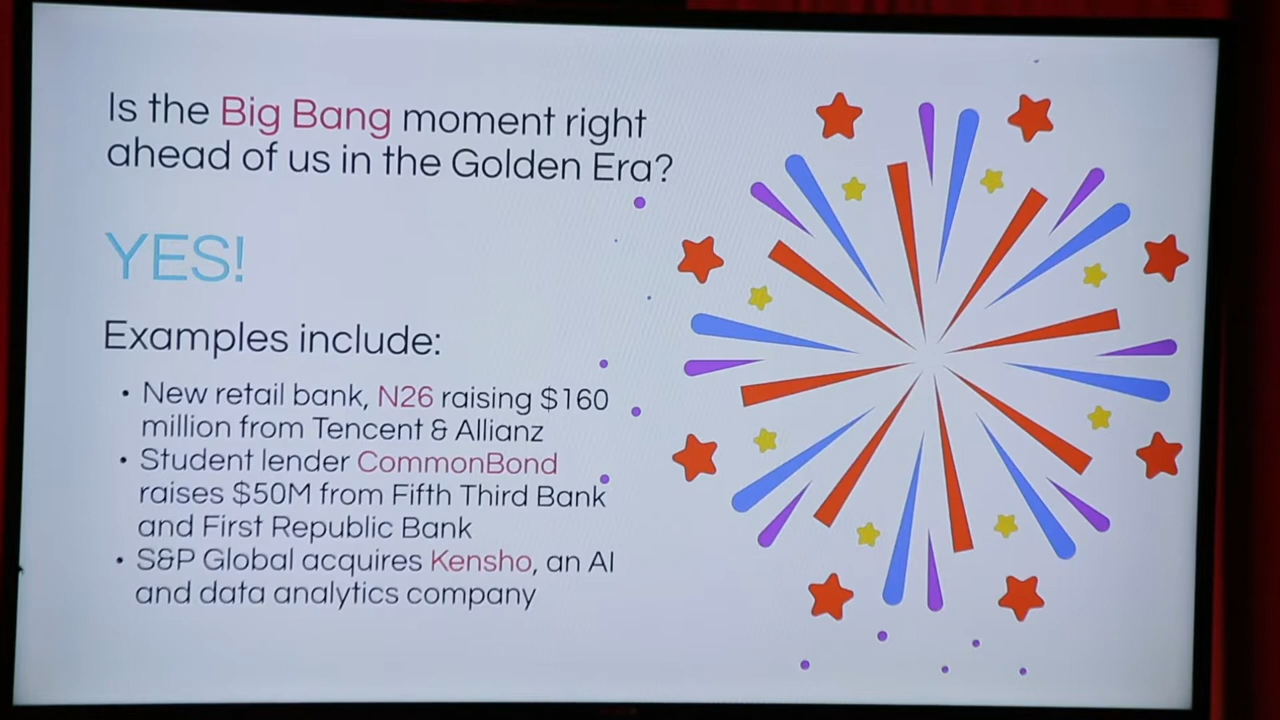 Is the Big Bang moment right
ahead of us in the Golden Era?
YES!
Examples include:
• New retail bank, N26 raising $160
million from Tencent & Allianz
• Student lender CommonBond
raises $50M from Fifth Third Bank
and First Republic Bank
• S&P Global acquires Kensho, an AI
and data analytics company